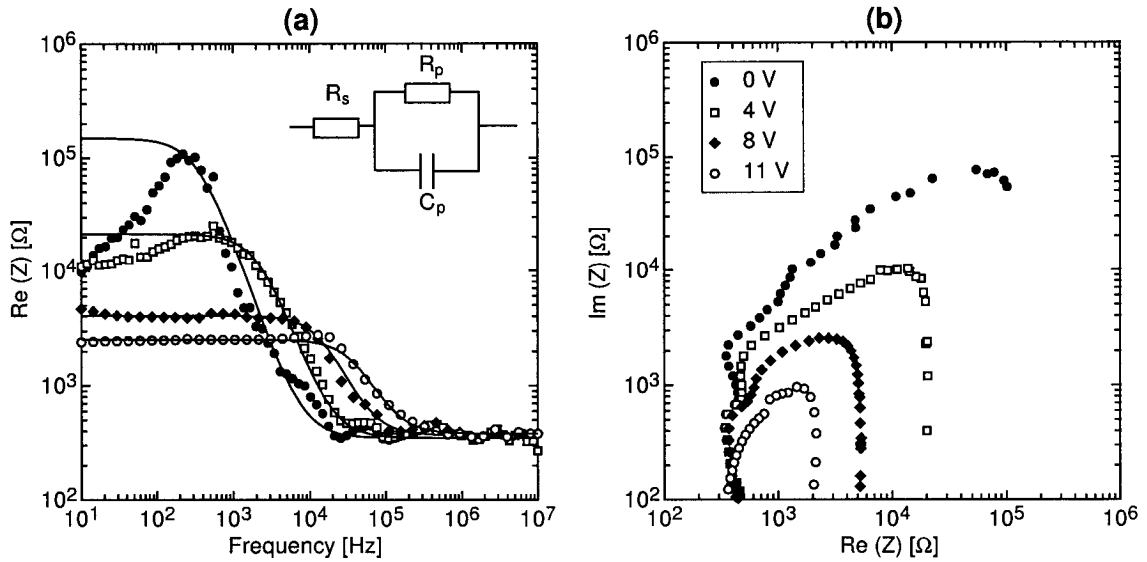 (a)
10⁶
10⁵
10⁴
10³
10²
Re (Z) [Ω]
R_s
R_p
C_p
10¹ 10² 10³ 10⁴ 10⁵ 10⁶ 10⁷
Frequency [Hz]
(b)
10⁶
10⁵
10⁴
10³
10²
Im (Z) [Ω]
0 V
4 V
8 V
11 V
10² 10³ 10⁴ 10⁵ 10⁶
Re (Z) [Ω]